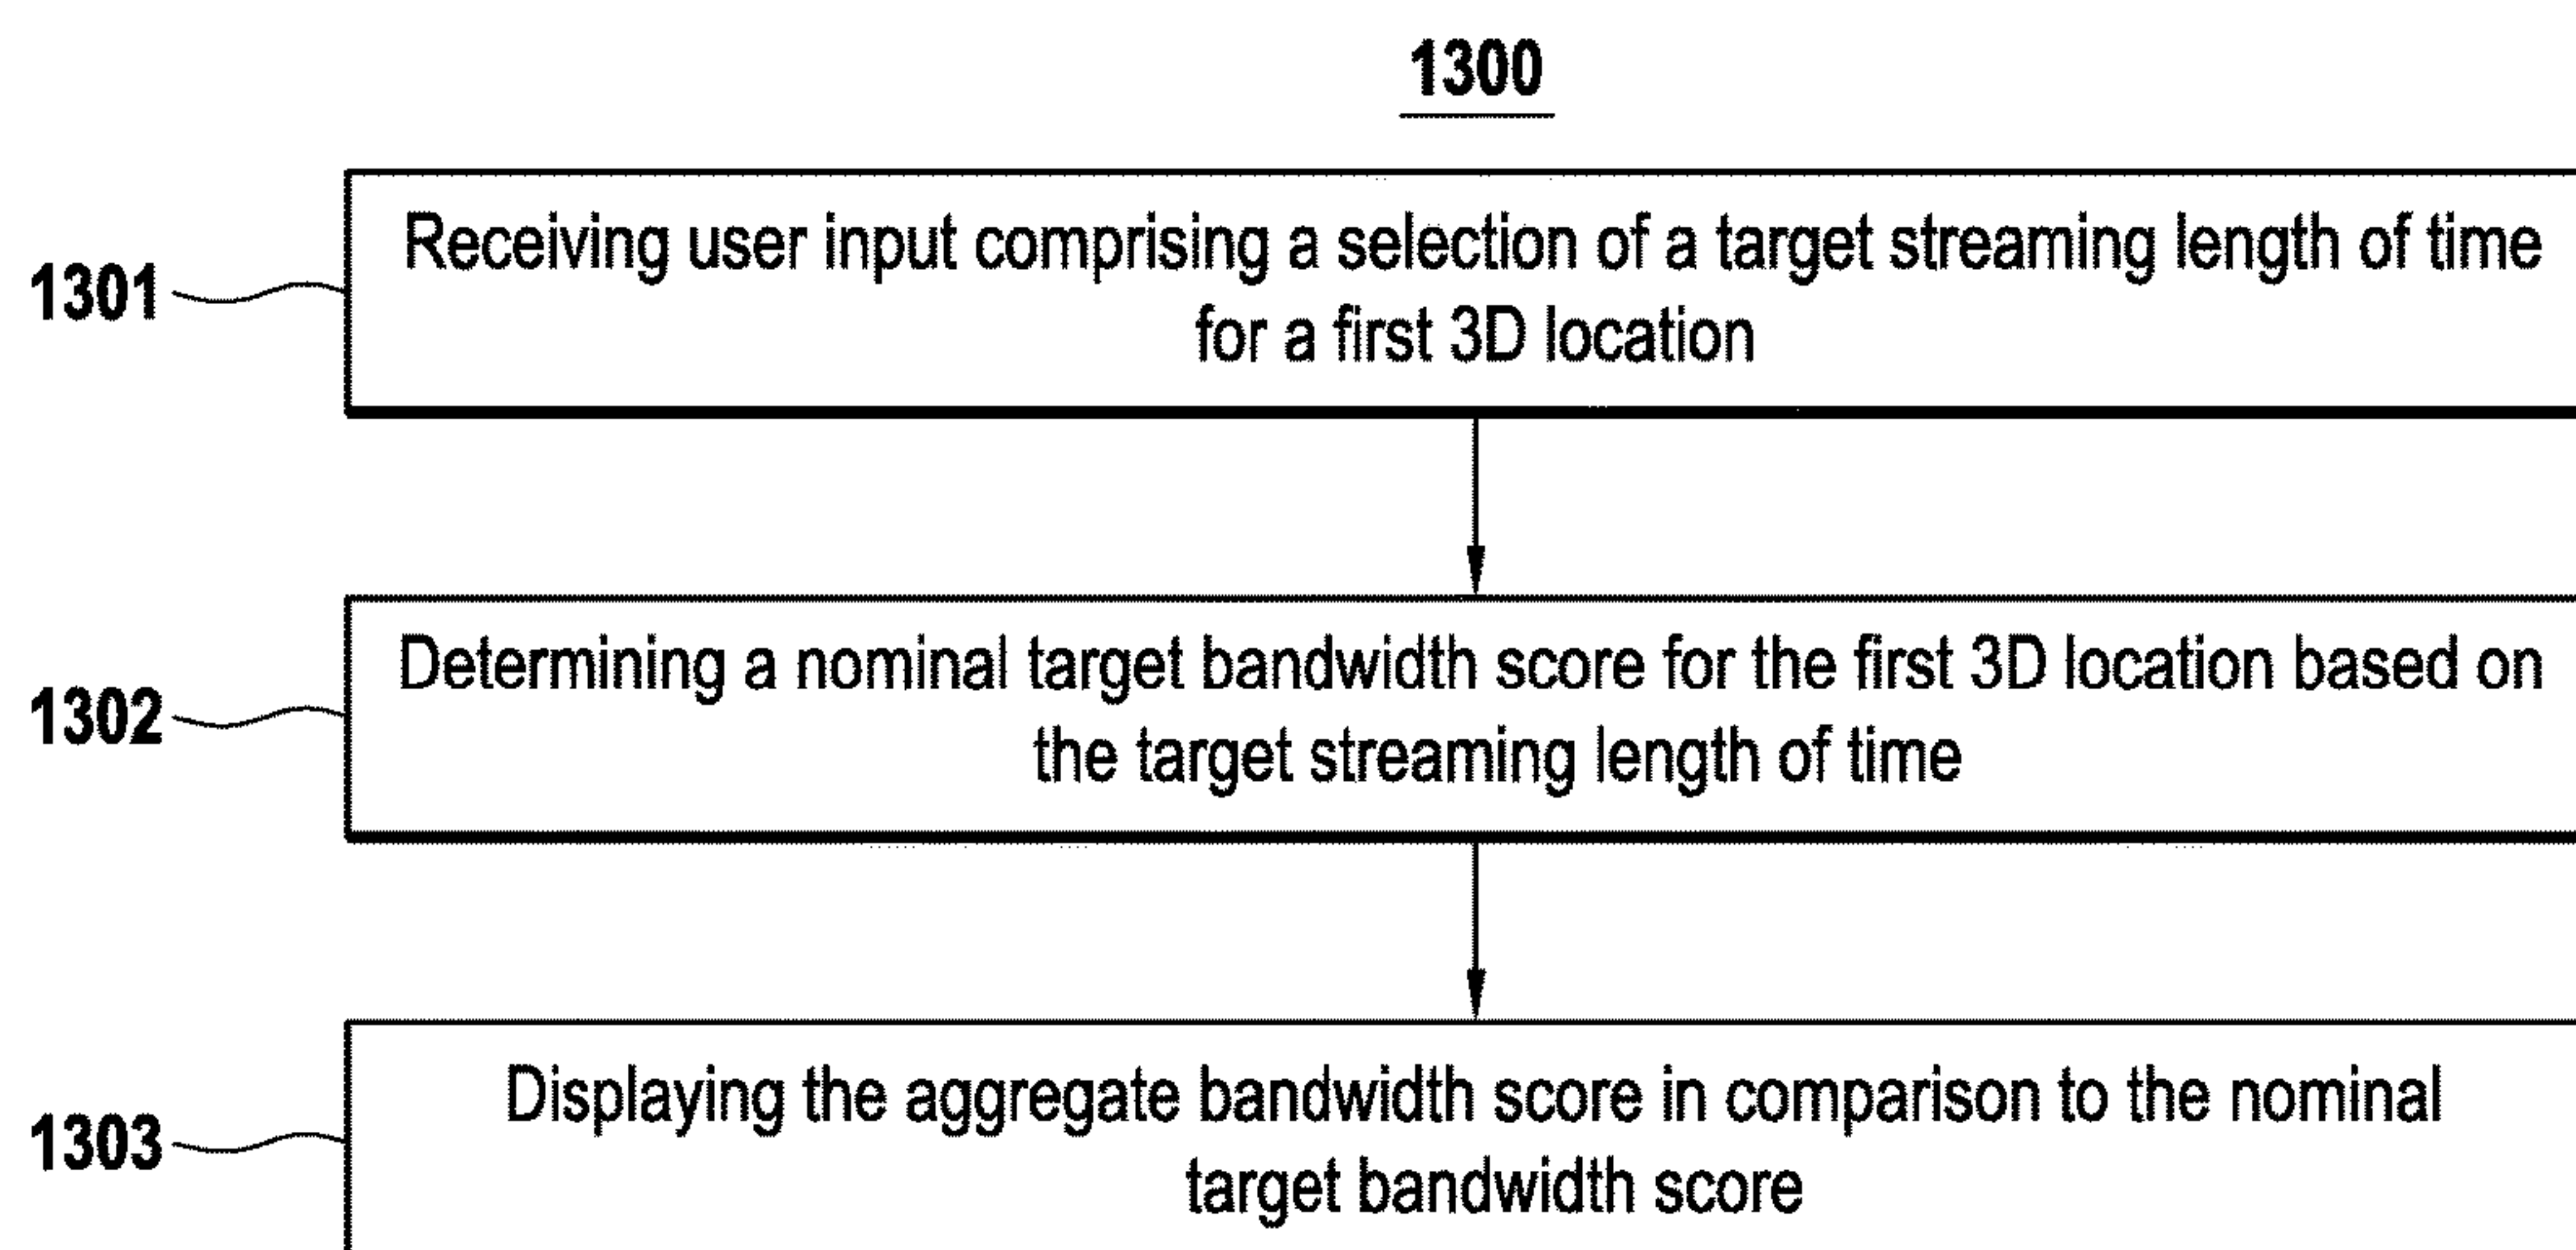 1300
1301
Receiving user input comprising a selection of a target streaming length of time
for a first 3D location
1302
Determining a nominal target bandwidth score for the first 3D location based on
the target streaming length of time
1303
Displaying the aggregate bandwidth score in comparison to the nominal
target bandwidth score